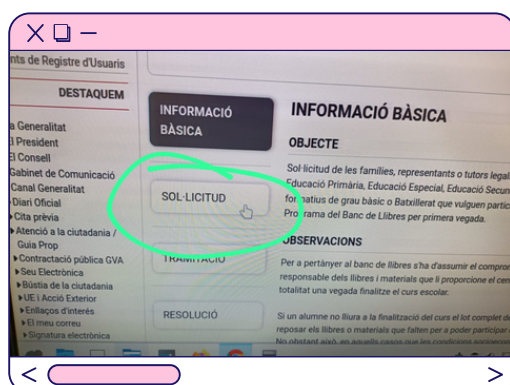 nts de Registre d'Usuaris
DESTAQUEM
a Generalitat
l President
El Consell
Gabinet de Comunicació
Canal Generalitat
Diari Oficial
Cita prèvia
Atenció a la ciutadania /
Guia Prop
Contractació pública GVA
Seu Electrònica
Bústia de la ciutadania
UE i Acció Exterior
Enllaços d'interés
El meu correu
Signatura electrònica
INFORMACIÓ
BÀSICA
SOL·LICITUD
TRAMITACIÓ
RESOLUCIÓ
INFORMACIÓ BÀSICA
OBJECTE
Sol·licitud de les famílies, representants o tutors legal
Educació Primària, Educació Especial, Educació Secun
formatius de grau bàsic o Batxillerat que vulguen partic
Programa del Banc de Llibres per primera vegada.
OBSERVACIONS
Per a pertànyer al banc de llibres s'ha d'assumir el compron
responsable dels llibres i materials que li proporcione el cen
totalitat una vegada finalitze el curs escolar.
Si un alumne no lliura a la finalització del curs el lot complet d
reposar els llibres o materials que falten per a poder participar
No obstant això, en aquells casos que les condicions socioecon